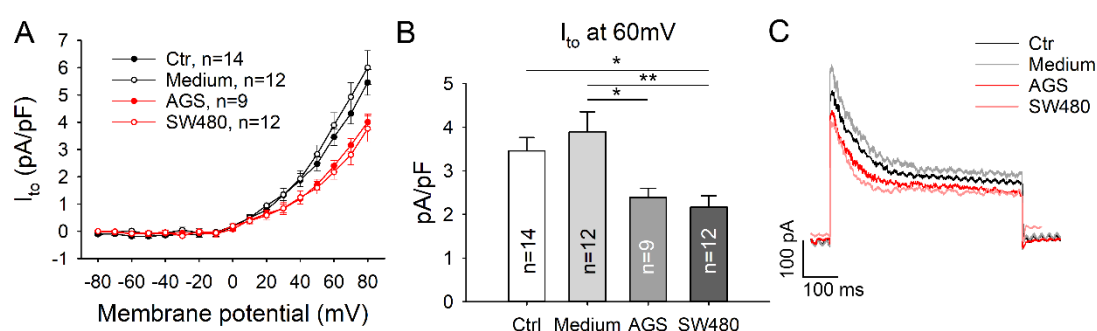 A
I_to (pA/pF)
7
6
5
4
3
2
1
0
-1
Ctr, n=14
Medium, n=12
AGS, n=9
SW480, n=12
-80 -60 -40 -20 0 20 40 60 80
Membrane potential (mV)
B
I_to at 60mV
*
**
*
pA/pF
5
4
3
2
1
0
n=14
n=12
n=9
n=12
Ctrl Medium AGS SW480
C
Ctr
Medium
AGS
SW480
100 pA
100 ms